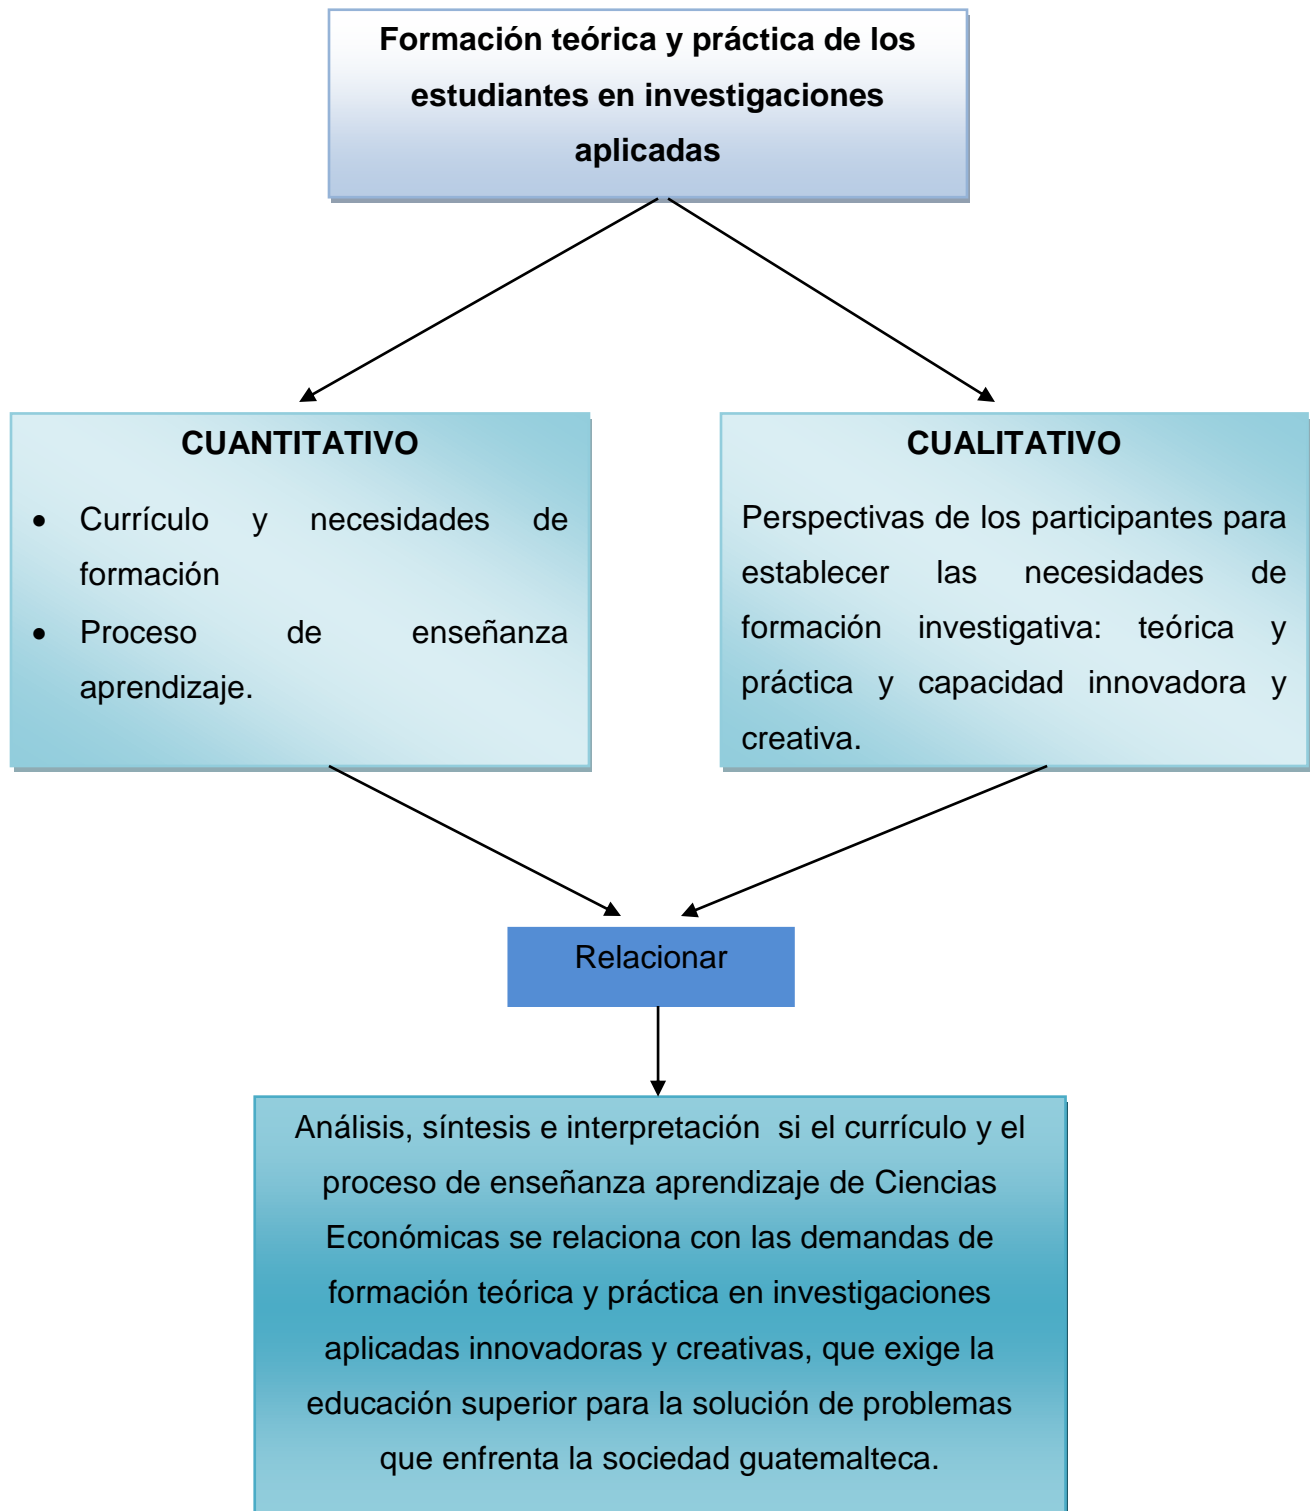 Formación teórica y práctica de los
estudiantes en investigaciones
aplicadas
CUANTITATIVO
• Currículo y necesidades de
formación
• Proceso de enseñanza
aprendizaje.
CUALITATIVO
Perspectivas de los participantes para
establecer las necesidades de
formación investigativa: teórica y
práctica y capacidad innovadora y
creativa.
Relacionar
Análisis, síntesis e interpretación si el currículo y el
proceso de enseñanza aprendizaje de Ciencias
Económicas se relaciona con las demandas de
formación teórica y práctica en investigaciones
aplicadas innovadoras y creativas, que exige la
educación superior para la solución de problemas
que enfrenta la sociedad guatemalteca.